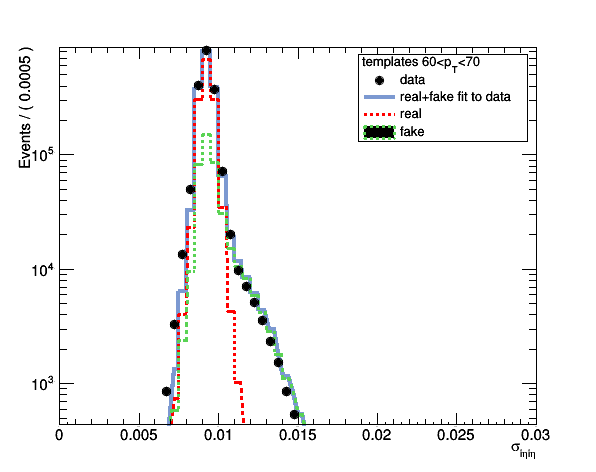 Events / ( 0.0005 )
templates 60<p_T<70
data
real+fake fit to data
real
fake
10^5
10^4
10^3
0 0.005 0.01 0.015 0.02 0.025 0.03
σ_iηiη